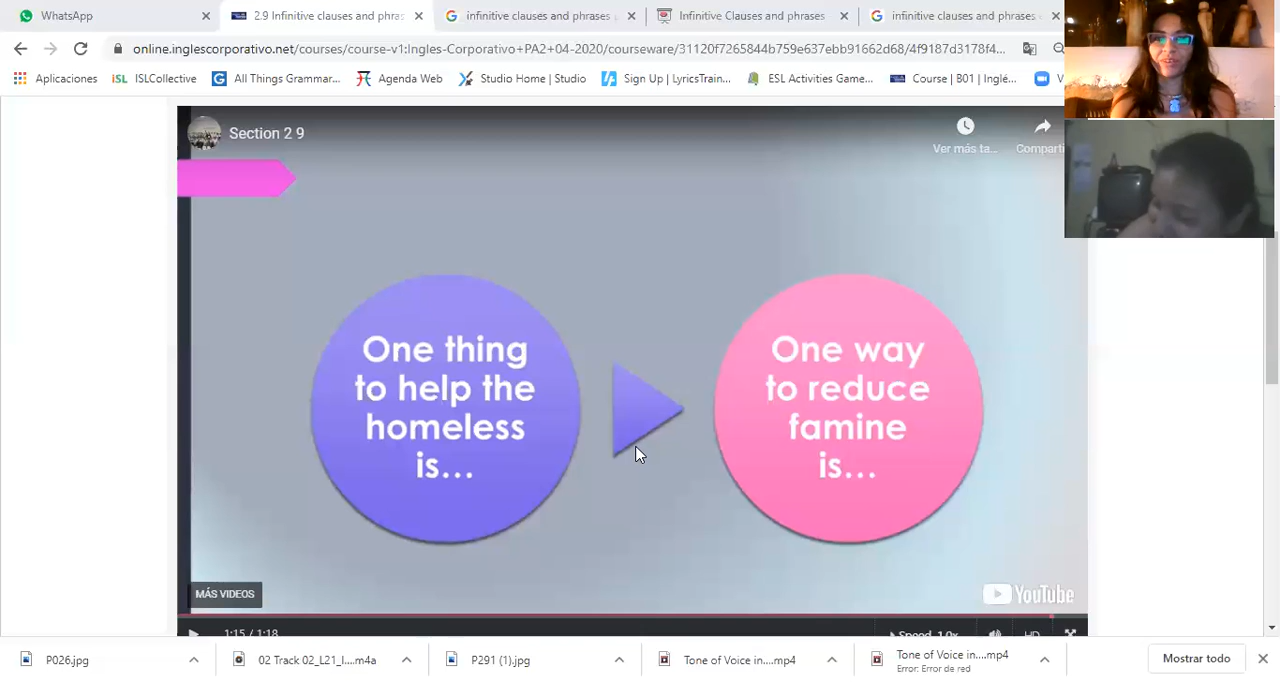 WhatsApp
2.9 Infinitive clauses and phras
infinitive clauses and phrases
Infinitive Clauses and phrases
infinitive clauses and phrases
online.inglescorporativo.net/courses/course-v1:Ingles-Corporativo+PA2+04-2020/courseware/31120f7265844b759e637ebb91662d68/4f9187d3178f4...
Aplicaciones
iSL ISLCollective
All Things Grammar...
Agenda Web
Studio Home | Studio
Sign Up | LyricsTrain...
ESL Activities Game...
Course | B01 | Inglé...
Section 2 9
Ver más ta...
Comparti
One thing
to help the
homeless
is...
One way
to reduce
famine
is...
MÁS VIDEOS
YouTube
1:15 / 1:18
Speed 1.0x
HD
P026.jpg
02 Track 02_L21_I....m4a
P291 (1).jpg
Tone of Voice in....mp4
Tone of Voice in....mp4
Error: Error de red
Mostrar todo